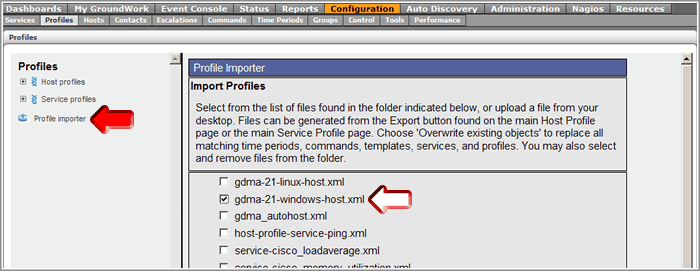 Dashboards My GroundWork Event Console Status Reports Configuration Auto Discovery Administration Nagios Resources
Services Profiles Hosts Contacts Escalations Commands Time Periods Groups Control Tools Performance
Profiles
Profiles
Host profiles
Service profiles
Profile importer
Profile Importer
Import Profiles
Select from the list of files found in the folder indicated below, or upload a file from your
desktop. Files can be generated from the Export button found on the main Host Profile
page or the main Service Profile page. Choose 'Overwrite existing objects' to replace all
matching time periods, commands, templates, services, and profiles. You may also select
and remove files from the folder.
gdma-21-linux-host.xml
gdma-21-windows-host.xml
gdma_autohost.xml
host-profile-service-ping.xml
service-cisco_loadaverage.xml
service-cisco_memory_utilization.xml